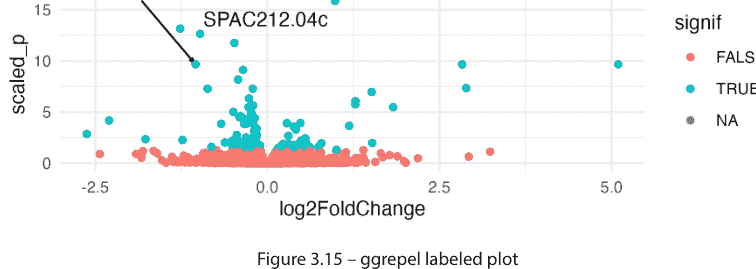 15
SPAC212.04c
signif
10
FALS
scaled_p
TRUE
5
NA
0
-2.5
0.0
2.5
5.0
log2FoldChange
Figure 3.15 – ggrepel labeled plot